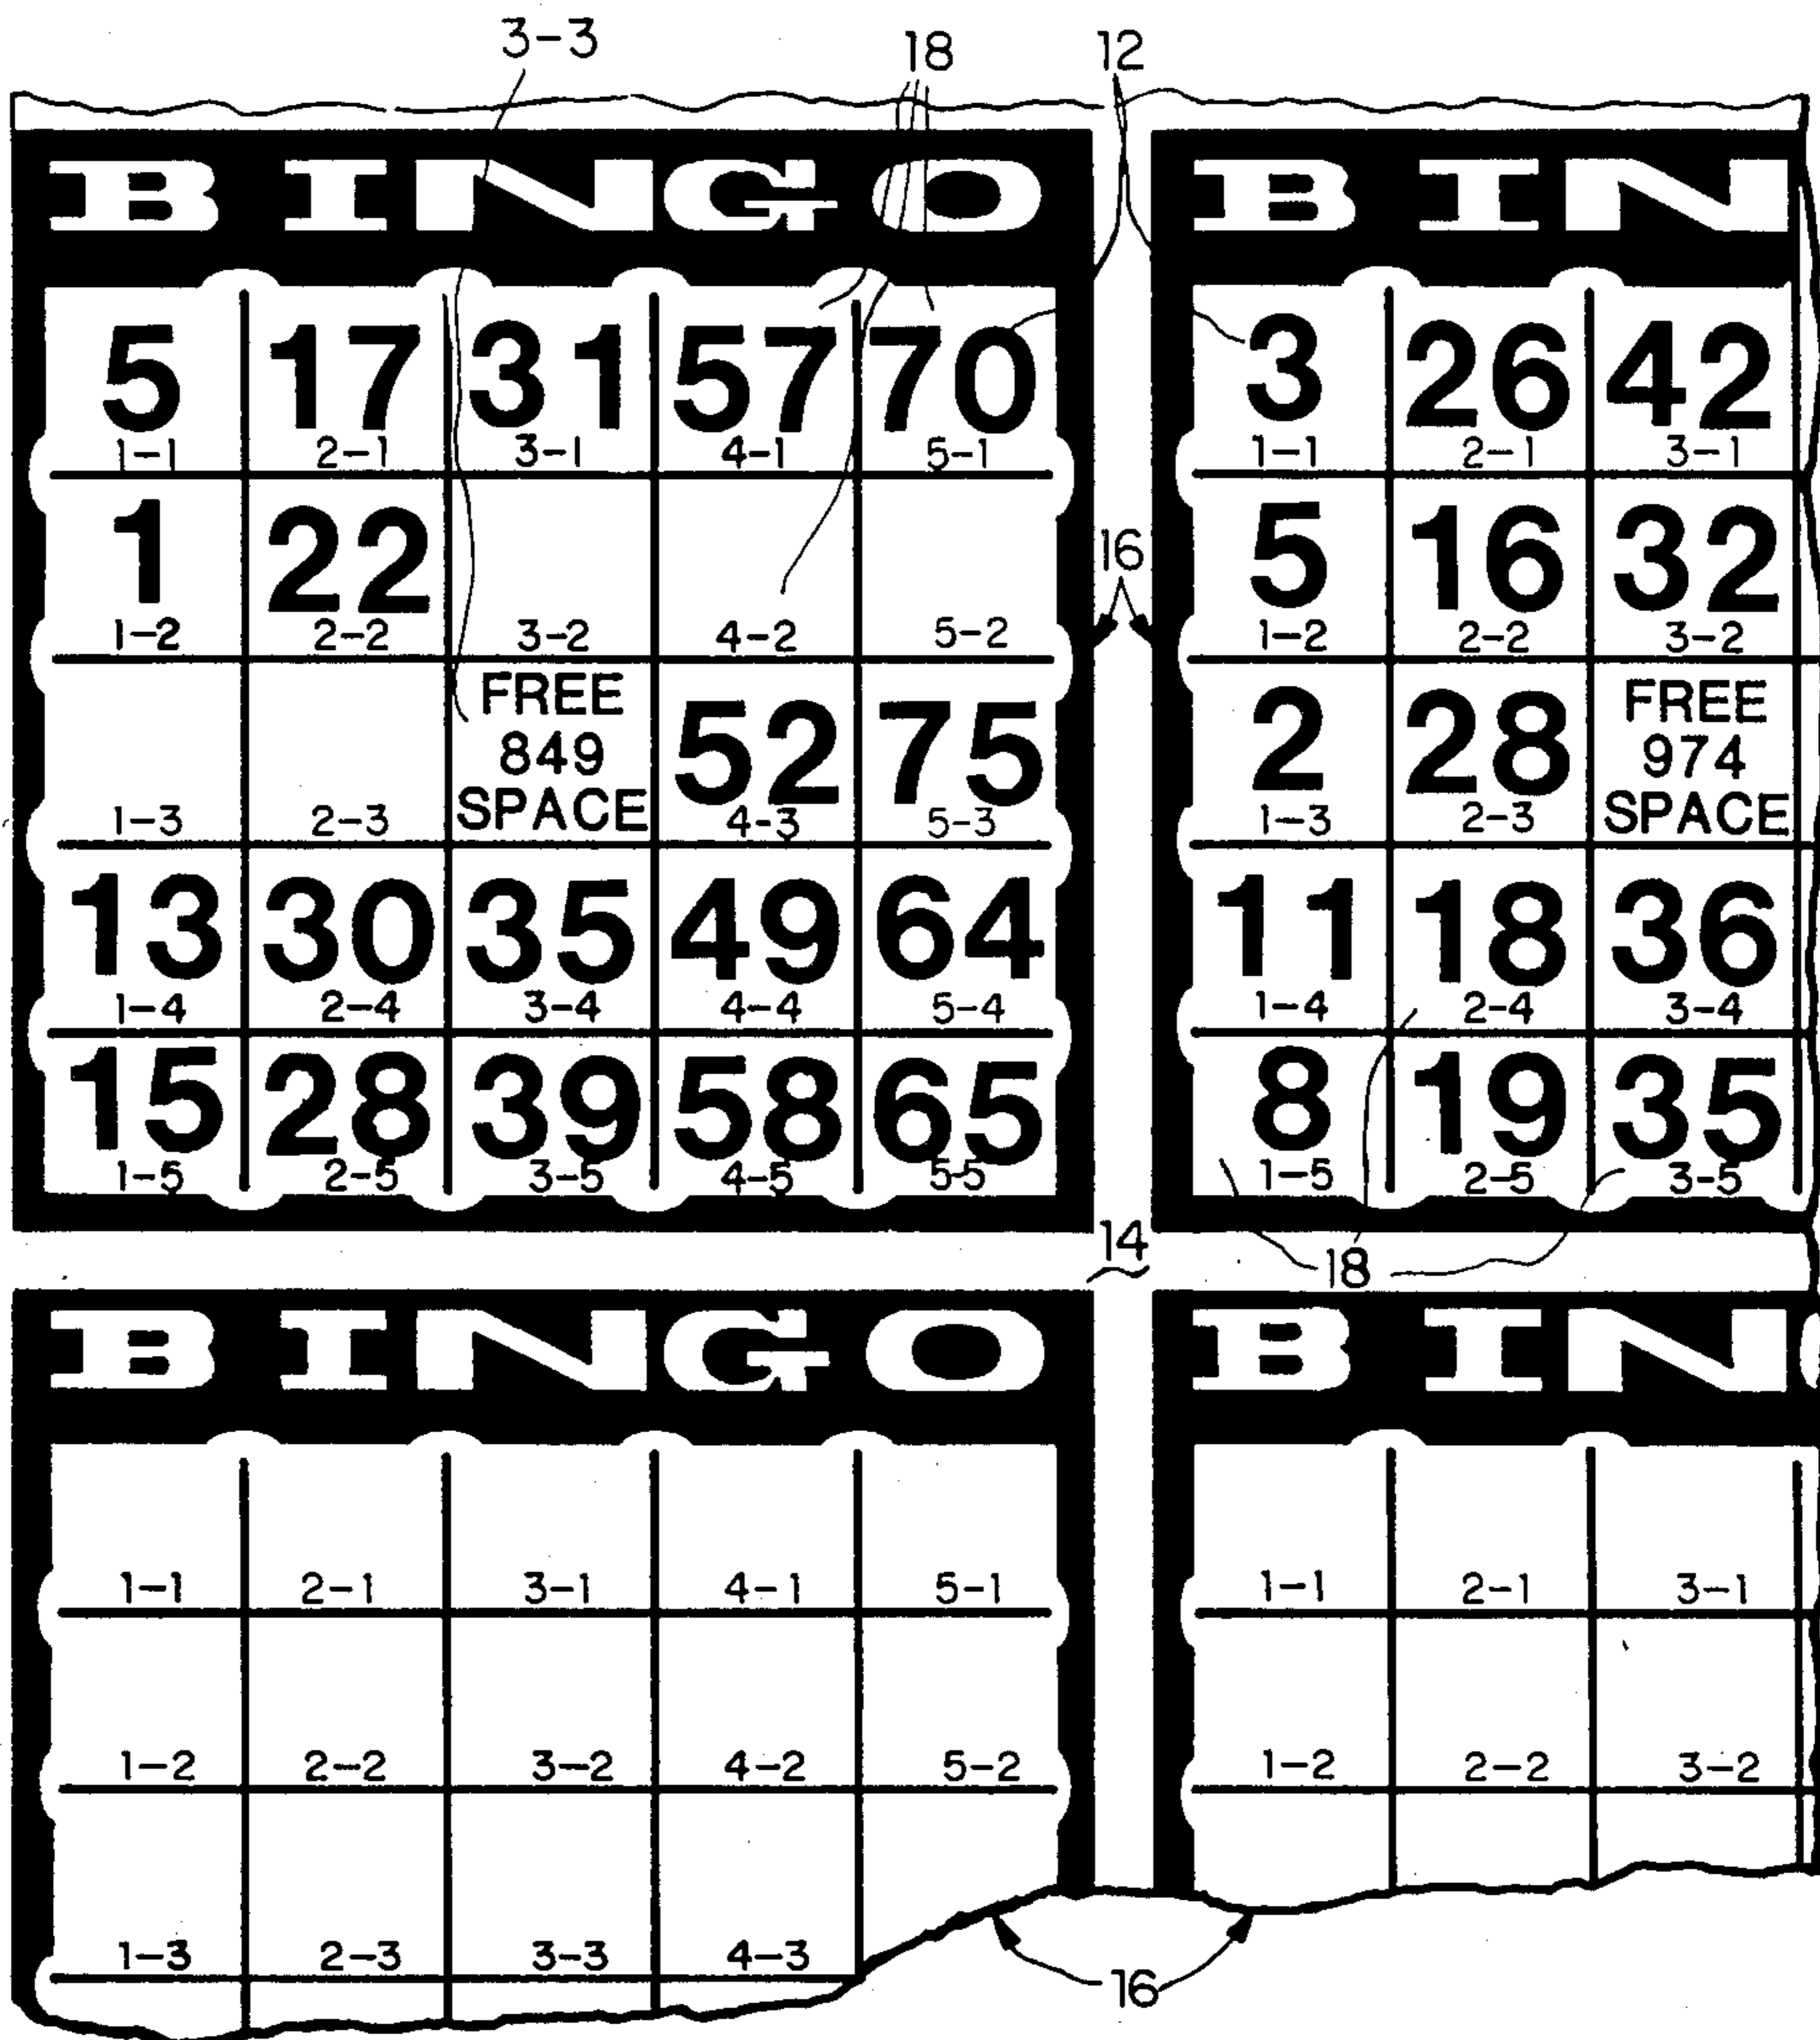 3-3 18 12
BINGO BIN
5 17 31 57 70 3 26 42
1-1 2-1 3-1 4-1 5-1 1-1 2-1 3-1
1 22 16 5 16 32
1-2 2-2 3-2 4-2 5-2 1-2 2-2 3-2
FREE 849 SPACE 52 75 2 28 FREE 974 SPACE
1-3 2-3 4-3 5-3 1-3 2-3
13 30 35 49 64 11 18 36
1-4 2-4 3-4 4-4 5-4 1-4 2-4 3-4
15 28 39 58 65 8 19 35
1-5 2-5 3-5 4-5 5-5 1-5 2-5 3-5
14 18
BINGO BIN
1-1 2-1 3-1 4-1 5-1 1-1 2-1 3-1
1-2 2-2 3-2 4-2 5-2 1-2 2-2 3-2
1-3 2-3 3-3 4-3
16